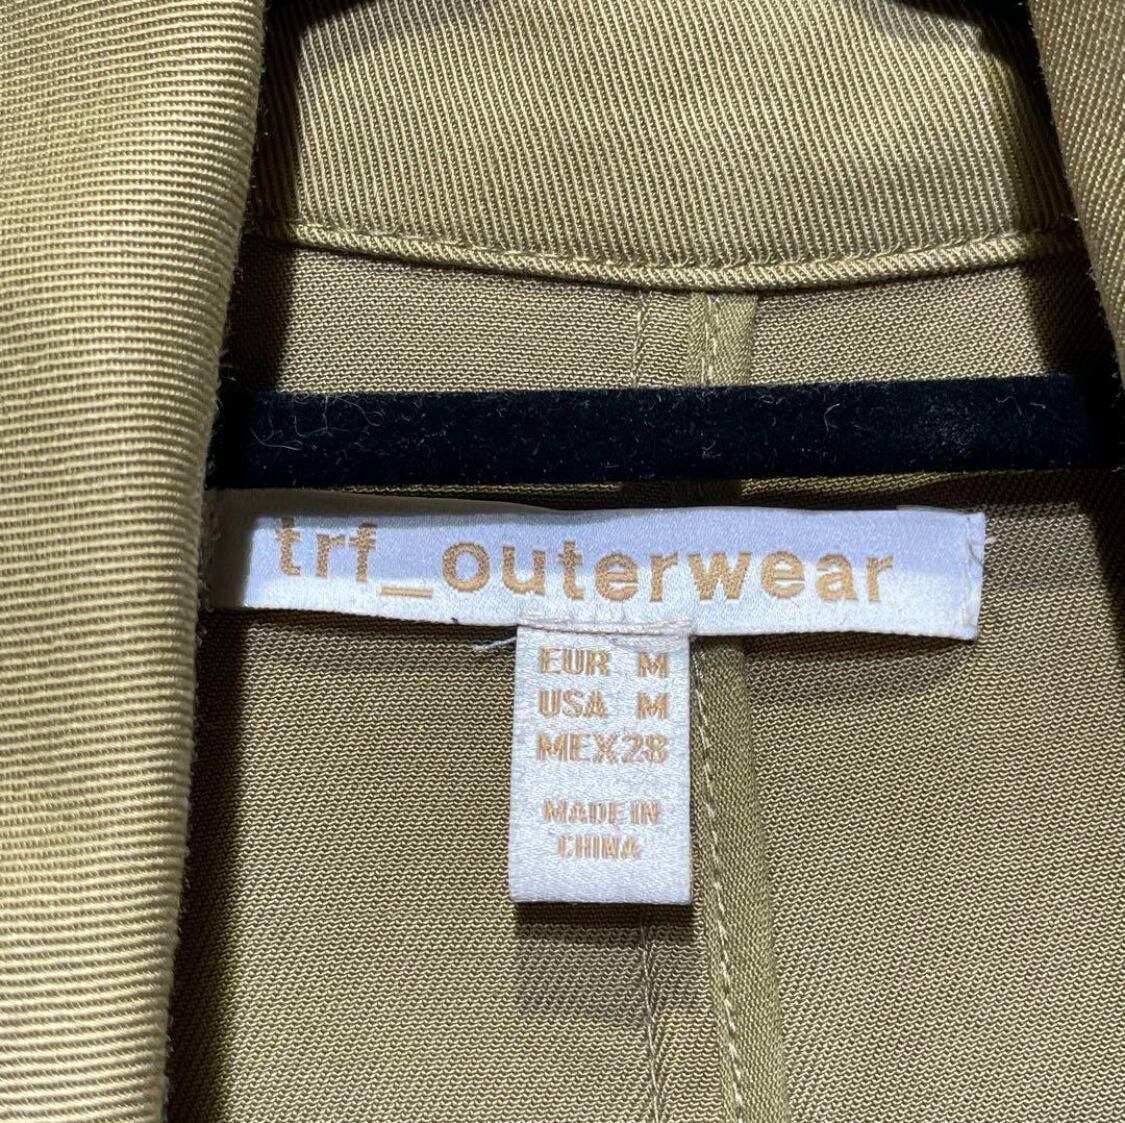 trf_outerwear
EUR M
USA M
MEX28
MADE IN
CHINA